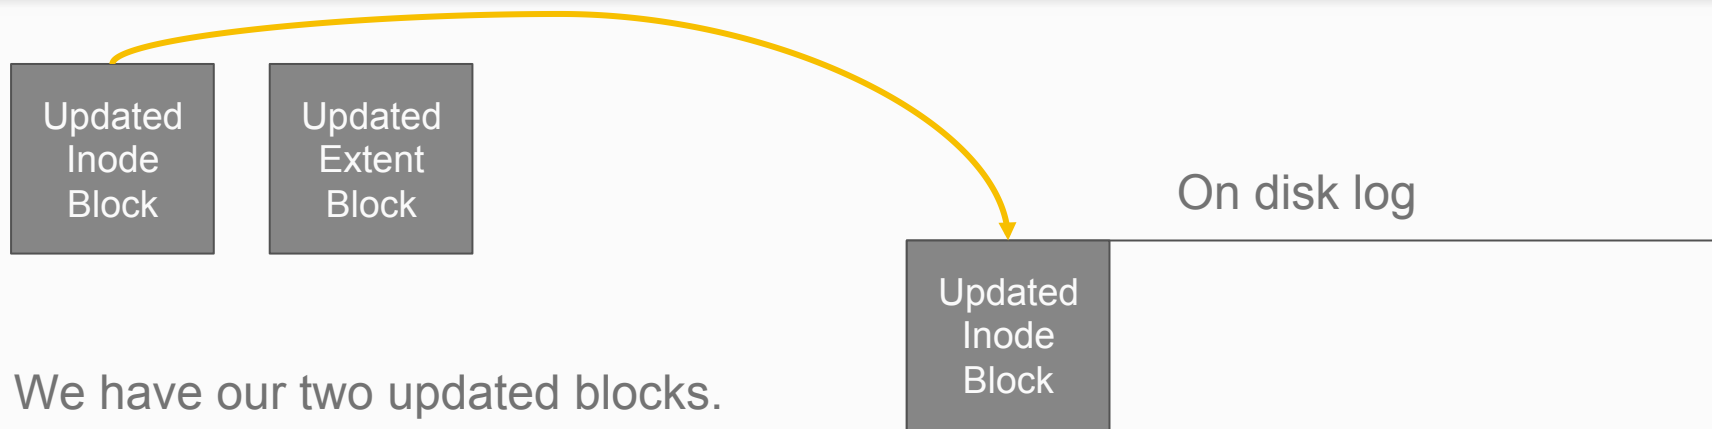 Updated
Inode
Block
Updated
Extent
Block
On disk log
Updated
Inode
Block
We have our two updated blocks.